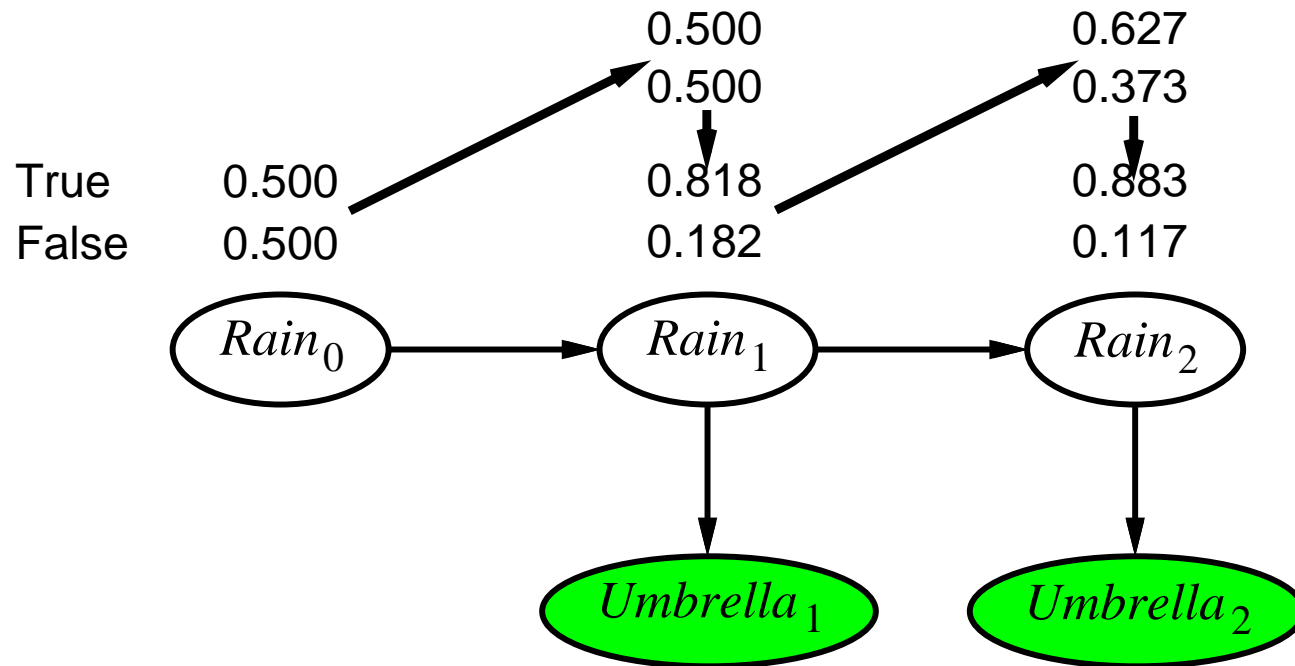 0.500 0.627
0.500 0.373
True 0.500 0.818 0.883
False 0.500 0.182 0.117
Rain0 Rain1 Rain2
Umbrella1 Umbrella2